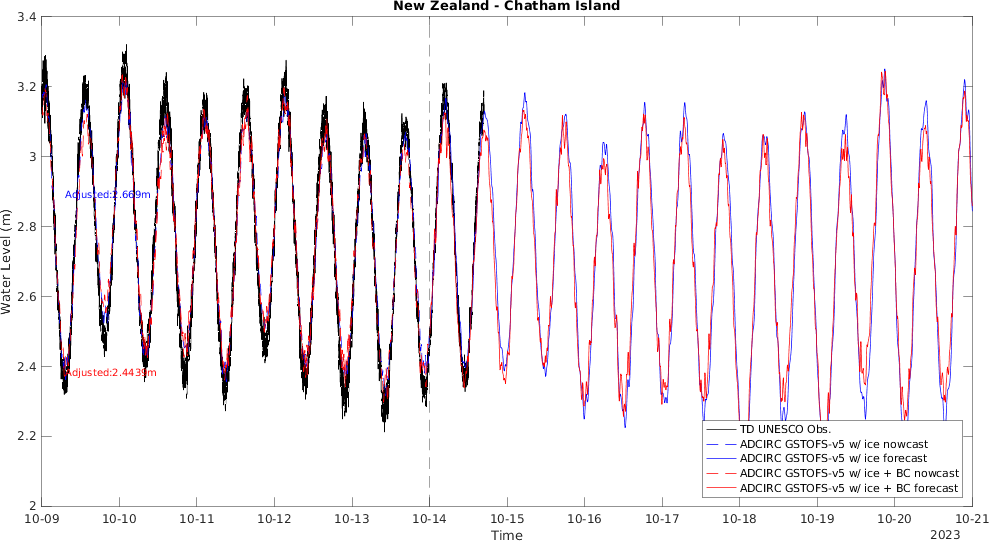 New Zealand - Chatham Island
3.4
3.2
3
2.8
2.6
2.4
2.2
2
Water Level (m)
Adjusted:2.669m
Adjusted:2.4439m
TD UNESCO Obs.
ADCIRC GSTOFS-v5 w/ ice nowcast
ADCIRC GSTOFS-v5 w/ ice forecast
ADCIRC GSTOFS-v5 w/ ice + BC nowcast
ADCIRC GSTOFS-v5 w/ ice + BC forecast
10-09 10-10 10-11 10-12 10-13 10-14 10-15 10-16 10-17 10-18 10-19 10-20 10-21
Time
2023